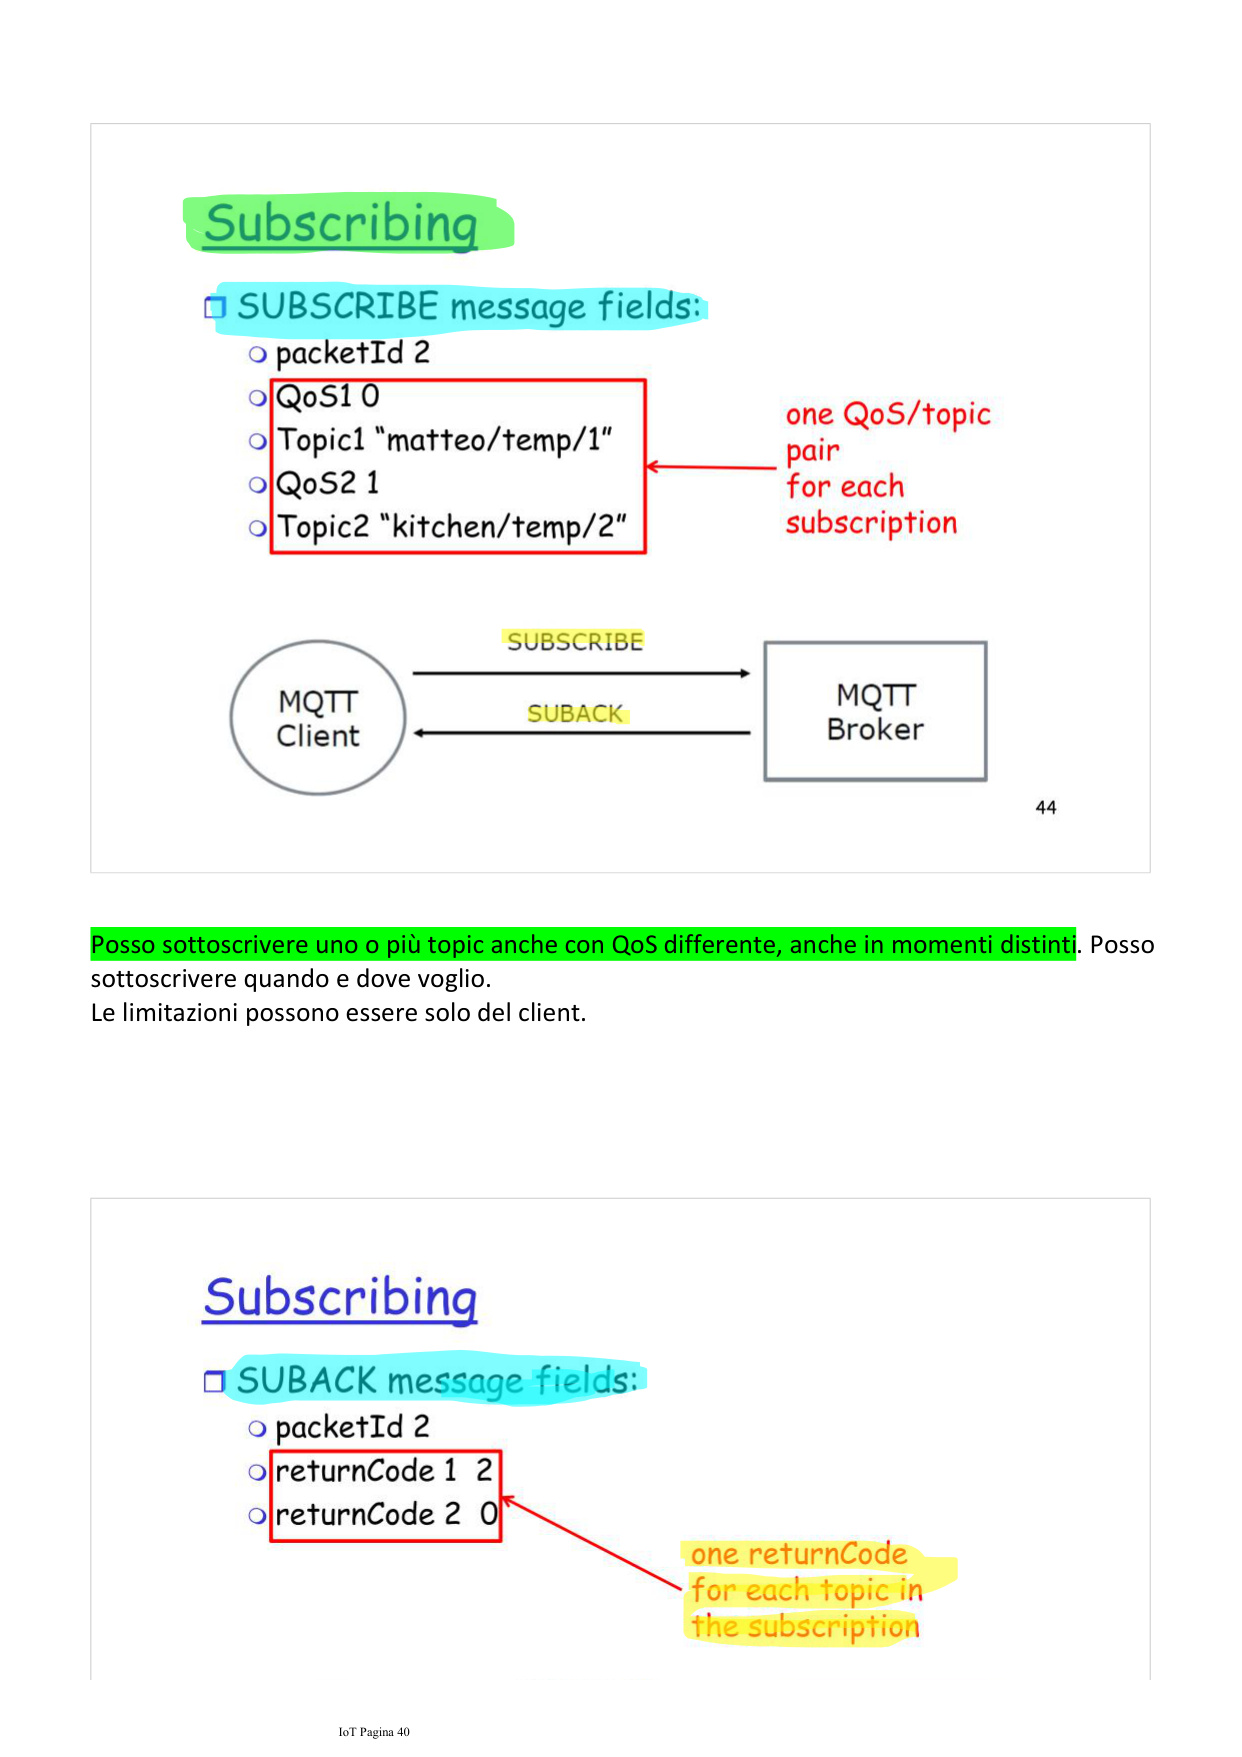 Subscribing
SUBSCRIBE message fields:
packetId 2
QoS1 0
Topic1 “matteo/temp/1”
QoS2 1
Topic2 “kitchen/temp/2”
one QoS/topic
pair
for each
subscription
SUBSCRIBE
SUBACK
MQTT
Client
MQTT
Broker
44
Posso sottoscrivere uno o più topic anche con QoS differente, anche in momenti distinti. Posso
sottoscrivere quando e dove voglio.
Le limitazioni possono essere solo del client.
Subscribing
SUBACK message fields:
packetId 2
returnCode 1 2
returnCode 2 0
one returnCode
for each topic in
the subscription
IoT Pagina 40